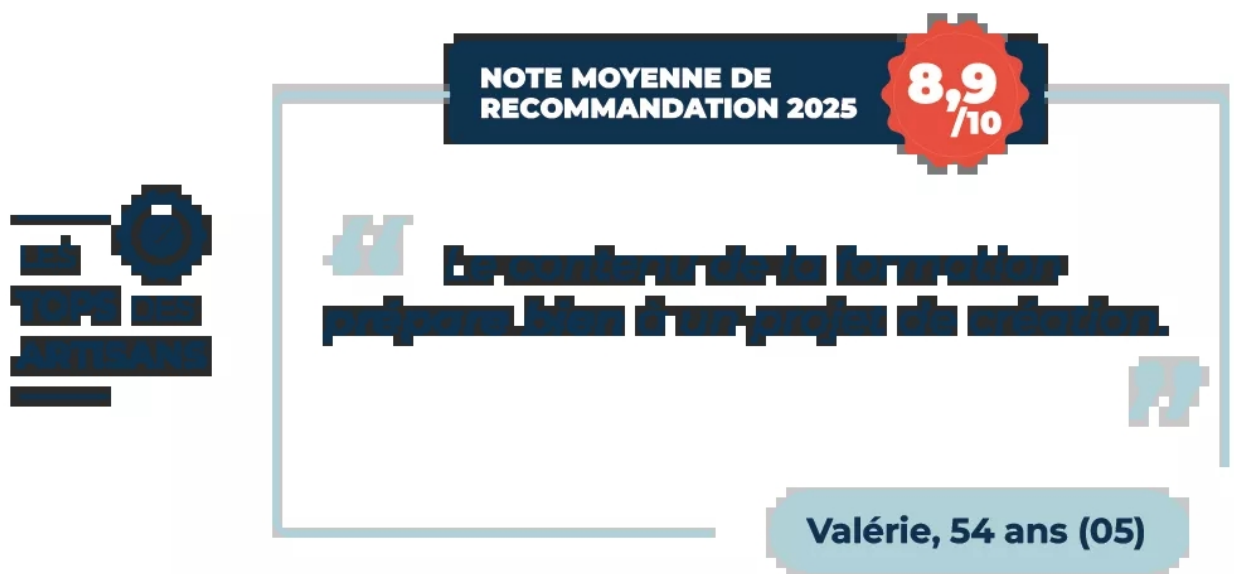 NOTE MOYENNE DE
RECOMMANDATION 2025
8,9
/10
LES
TOPS DES
ARTISANS
“ Le contenu de la formation
prépare bien à un projet de création.
”
Valérie, 54 ans (05)